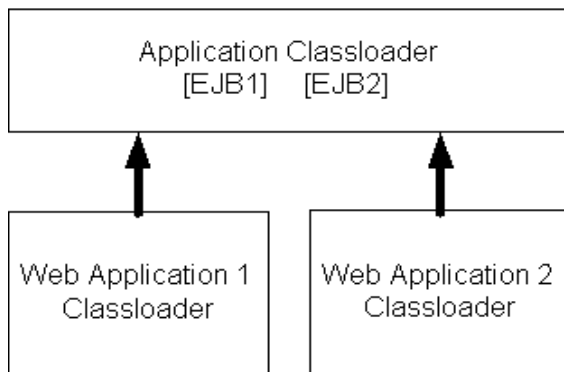 Application Classloader
[EJB1] [EJB2]
Web Application 1
Classloader
Web Application 2
Classloader